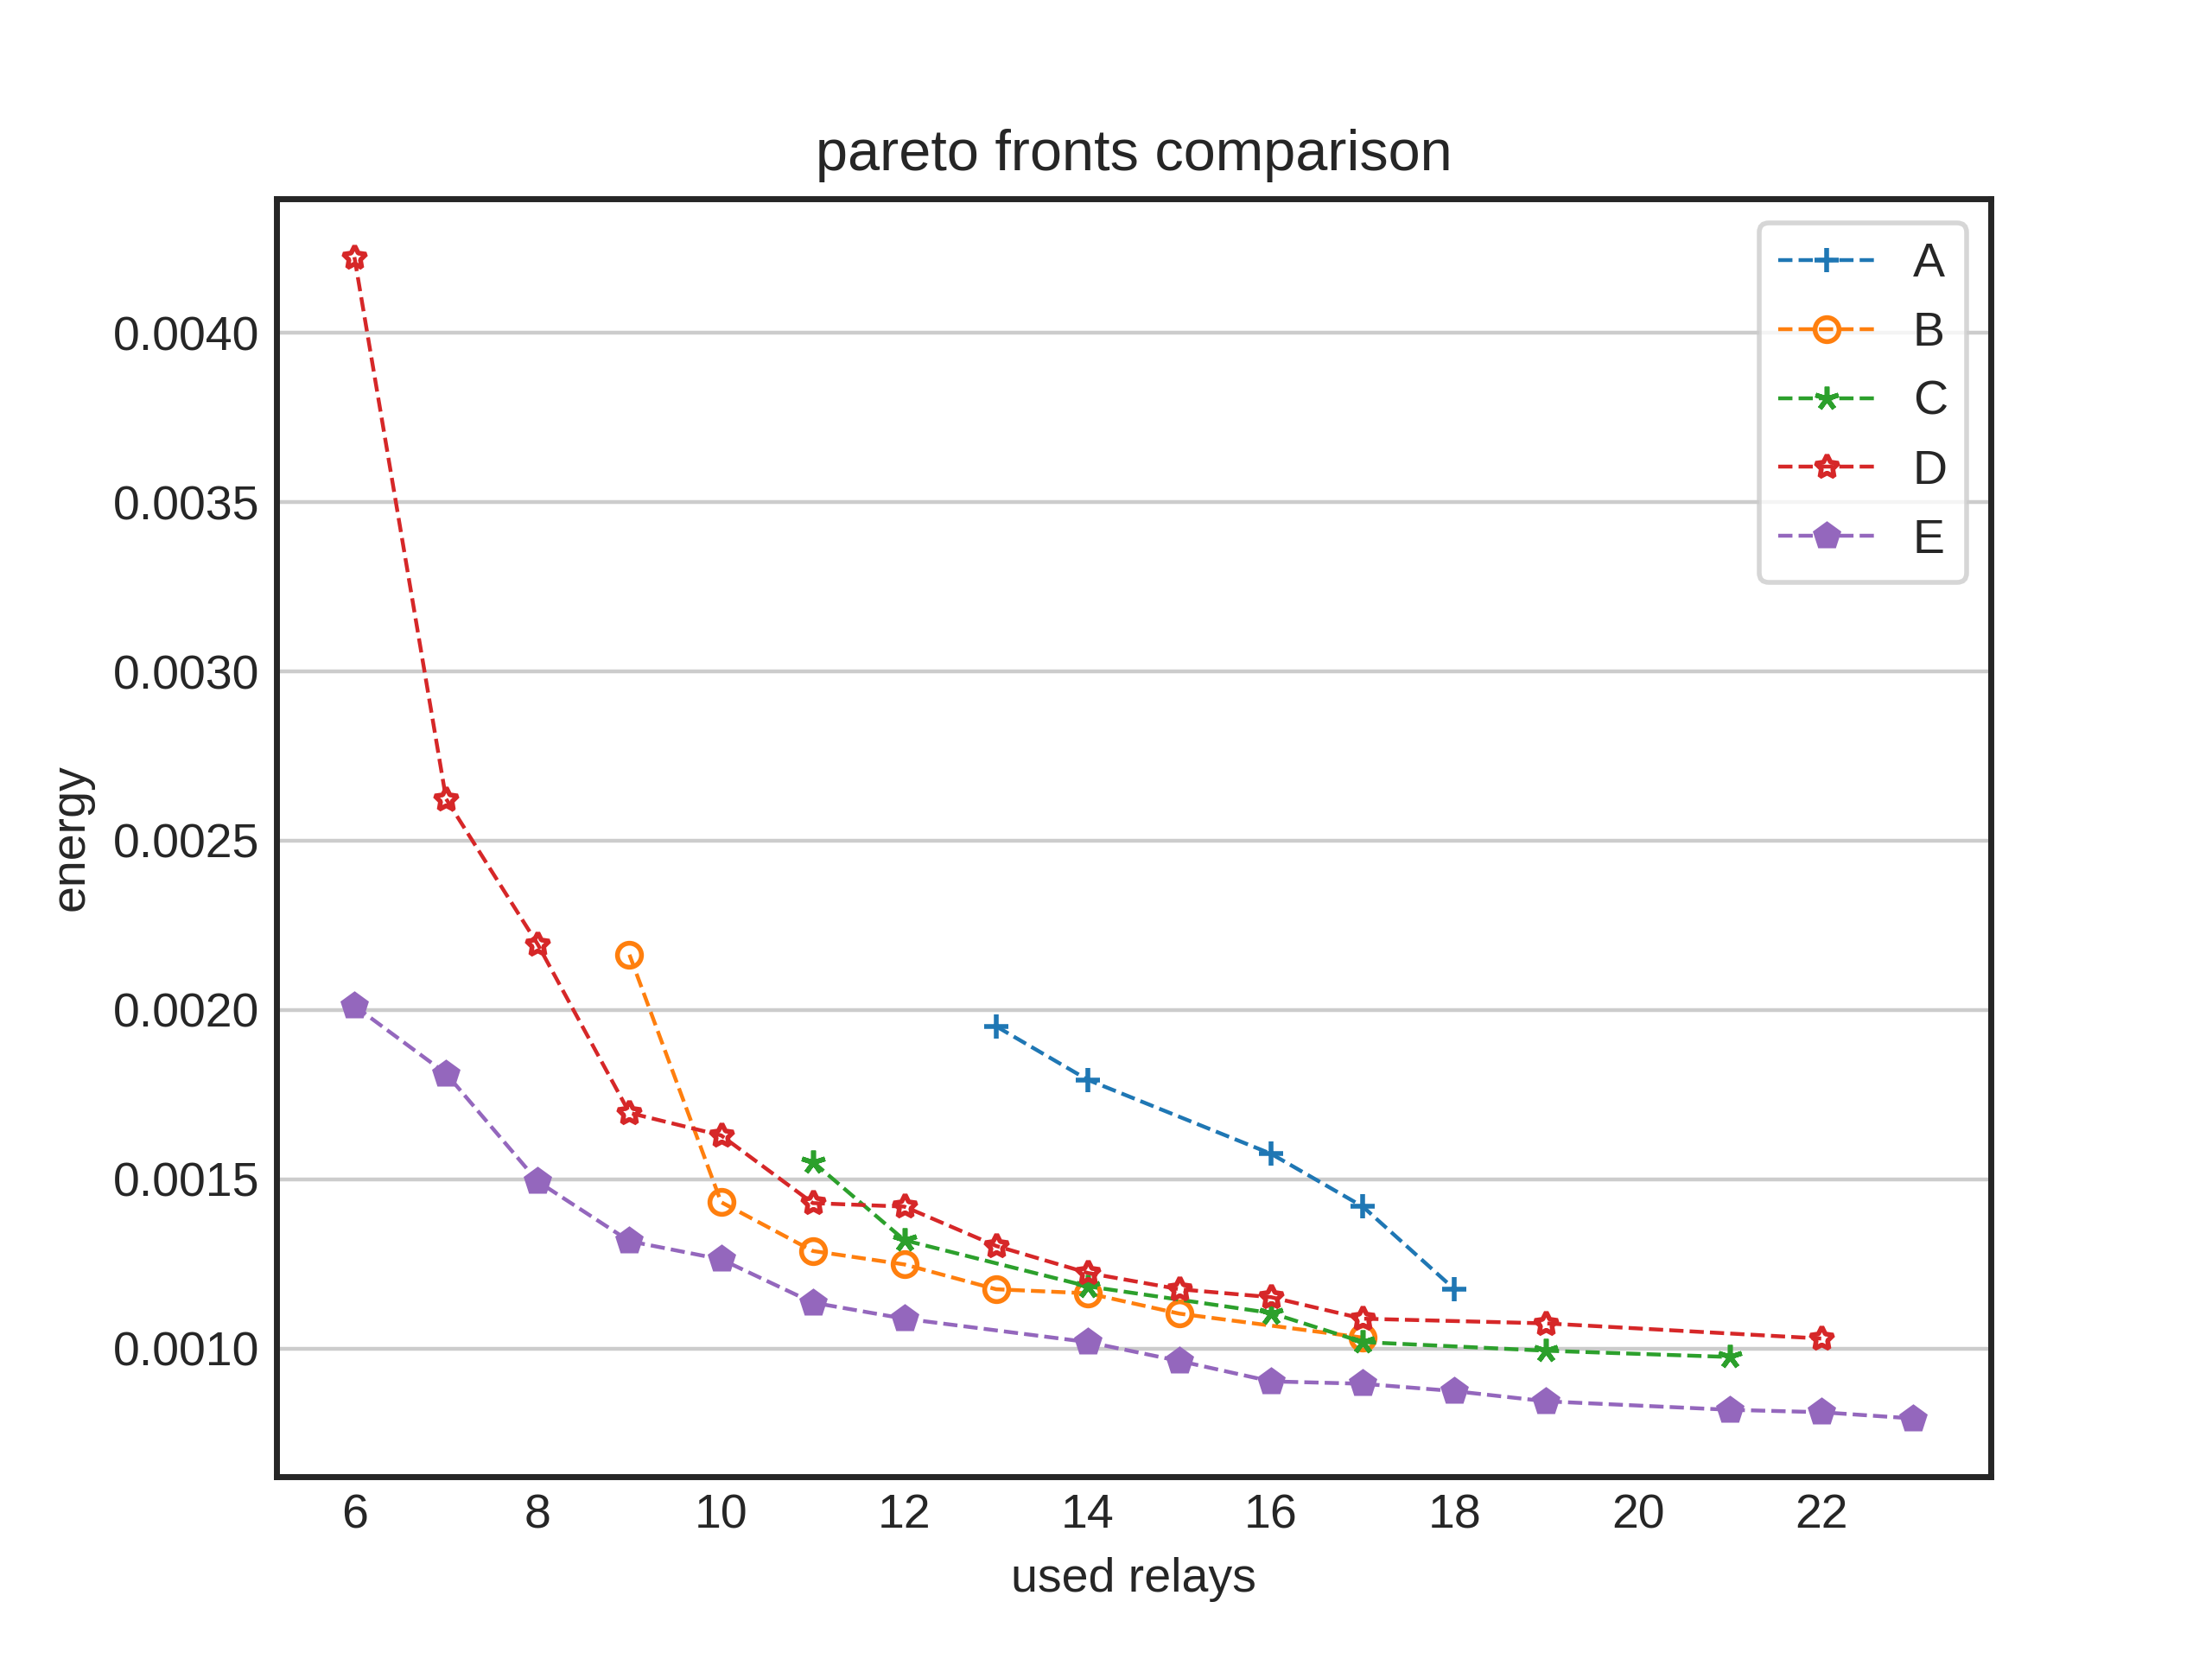 pareto fronts comparison
A
B
C
D
E
0.0040
0.0035
0.0030
0.0025
0.0020
0.0015
0.0010
energy
6 8 10 12 14 16 18 20 22
used relays